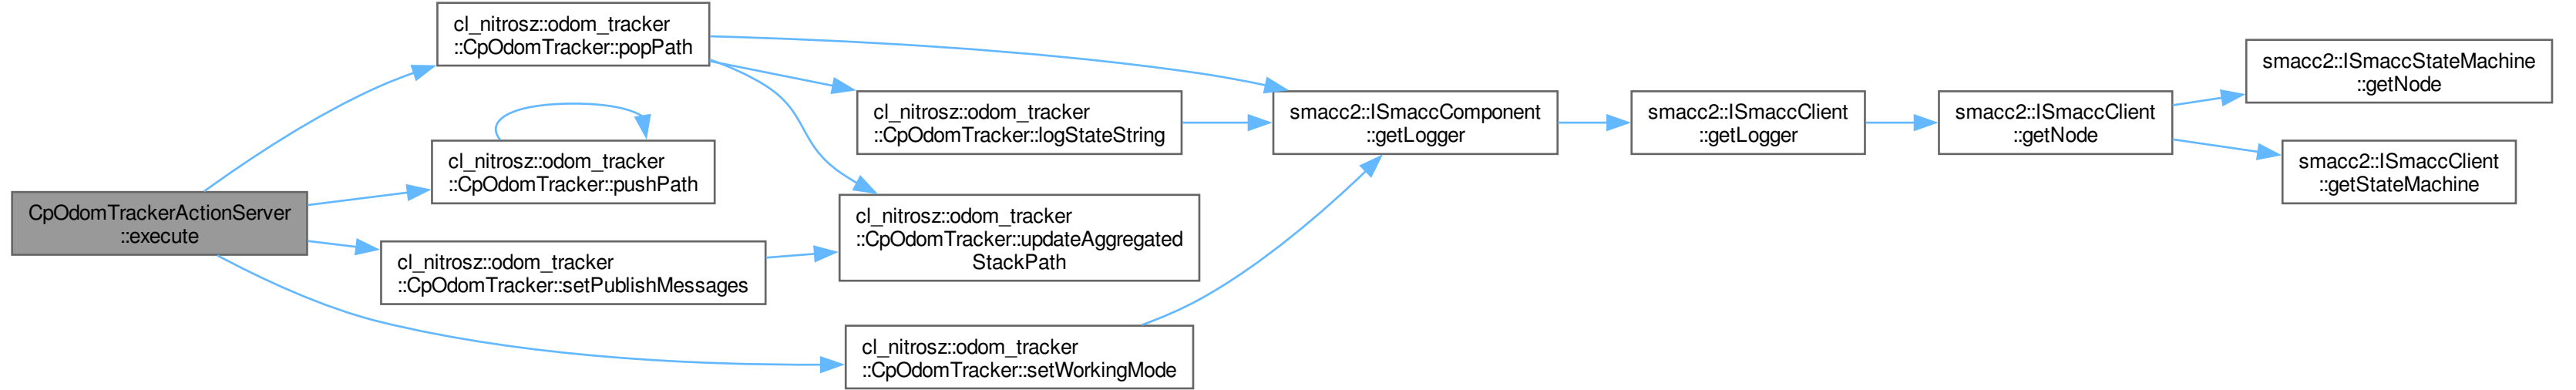 CpOdomTrackerActionServer
::execute
cl_nitrosz::odom_tracker
::CpOdomTracker::popPath
cl_nitrosz::odom_tracker
::CpOdomTracker::pushPath
cl_nitrosz::odom_tracker
::CpOdomTracker::setPublishMessages
cl_nitrosz::odom_tracker
::CpOdomTracker::logStateString
cl_nitrosz::odom_tracker
::CpOdomTracker::updateAggregated
StackPath
cl_nitrosz::odom_tracker
::CpOdomTracker::setWorkingMode
smacc2::ISmaccComponent
::getLogger
smacc2::ISmaccClient
::getLogger
smacc2::ISmaccClient
::getNode
smacc2::ISmaccStateMachine
::getNode
smacc2::ISmaccClient
::getStateMachine